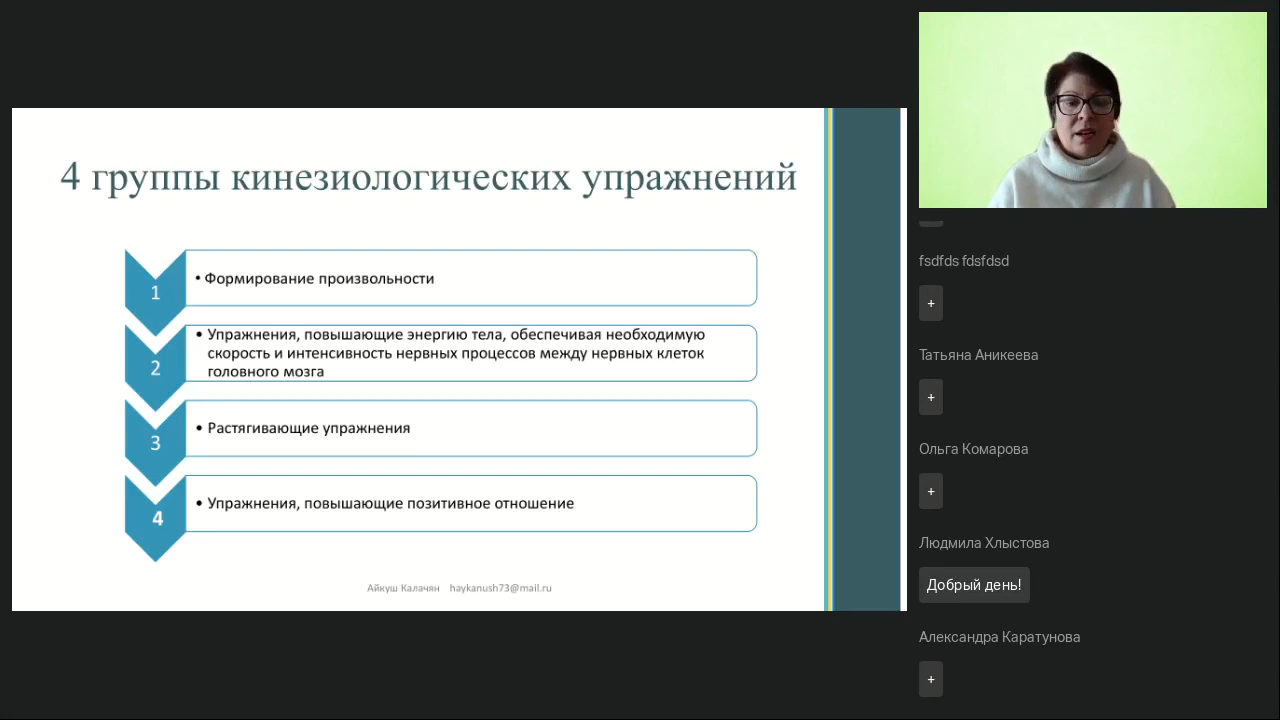 4 группы кинезиологических упражнений
1
• Формирование произвольности
2
• Упражнения, повышающие энергию тела, обеспечивая необходимую
скорость и интенсивность нервных процессов между нервных клеток
головного мозга
3
• Растягивающие упражнения
4
• Упражнения, повышающие позитивное отношение
Айкуш Калачян haykanush73@mail.ru
fsdfds fdsfdsd
+
Татьяна Аникеева
+
Ольга Комарова
+
Людмила Хлыстова
Добрый день!
Александра Каратунова
+